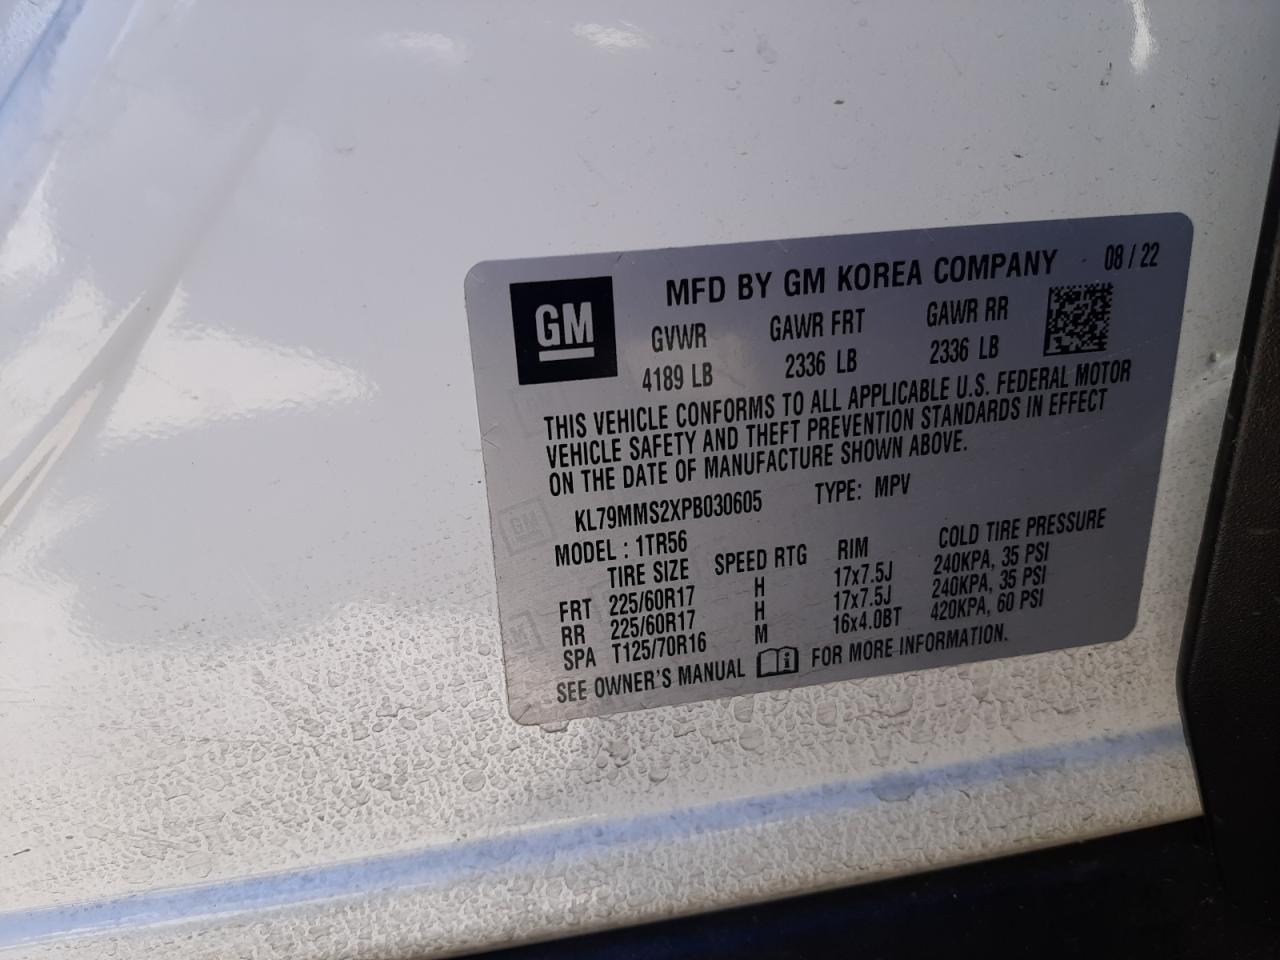 MFD BY GM KOREA COMPANY 08 / 22
GM
GVWR GAWR FRT GAWR RR
4189 LB 2336 LB 2336 LB
THIS VEHICLE CONFORMS TO ALL APPLICABLE U.S. FEDERAL MOTOR
VEHICLE SAFETY AND THEFT PREVENTION STANDARDS IN EFFECT
ON THE DATE OF MANUFACTURE SHOWN ABOVE.
KL79MMS2XPB030605 TYPE: MPV
MODEL : 1TR56
TIRE SIZE SPEED RTG RIM COLD TIRE PRESSURE
FRT 225/60R17 H 17x7.5J 240KPA, 35 PSI
RR 225/60R17 H 17x7.5J 240KPA, 35 PSI
SPA T125/70R16 M 16x4.0BT 420KPA, 60 PSI
SEE OWNER'S MANUAL FOR MORE INFORMATION.